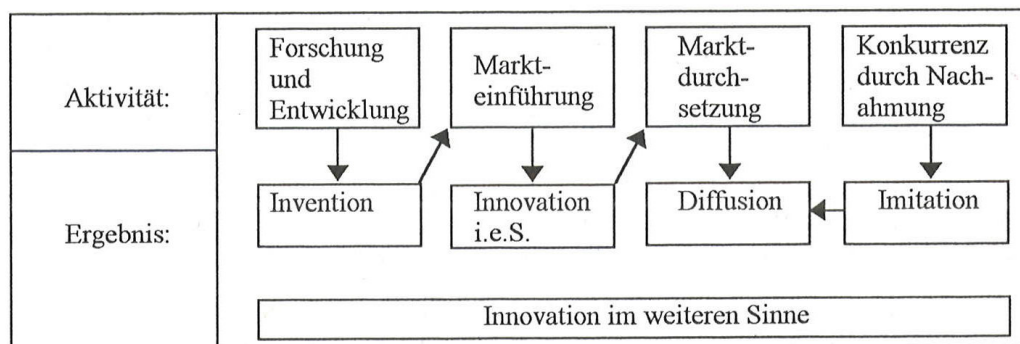 Aktivität:
Forschung
und
Entwicklung
Markt-
einführung
Markt-
durch-
setzung
Konkurrenz
durch Nach-
ahmung
Ergebnis:
Invention
Innovation
i.e.S.
Diffusion
Imitation
Innovation im weiteren Sinne